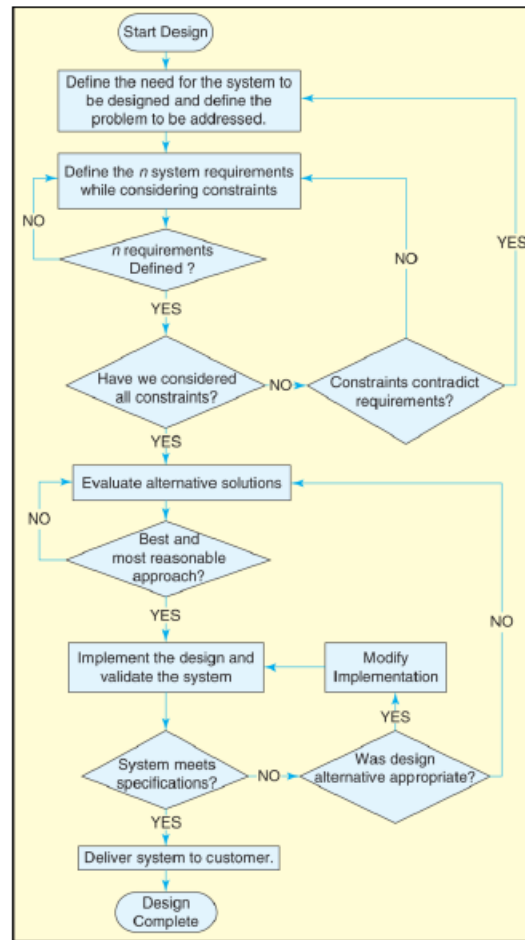 Start Design
Define the need for the system to
be designed and define the
problem to be addressed.
Define the n system requirements
while considering constraints
NO
n requirements
Defined ?
NO
YES
YES
Have we considered
all constraints?
NO
Constraints contradict
requirements?
YES
Evaluate alternative solutions
NO
Best and
most reasonable
approach?
NO
YES
Implement the design and
validate the system
Modify
Implementation
YES
System meets
specifications?
NO
Was design
alternative appropriate?
YES
Deliver system to customer.
Design
Complete